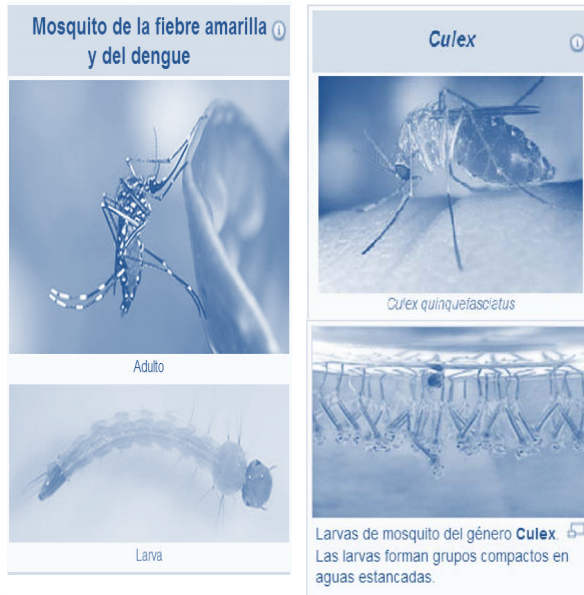 Mosquito de la fiebre amarilla
y del dengue
Adulto
Larva
Culex
Culex quinquefasciatus
Larvas de mosquito del género Culex.
Las larvas forman grupos compactos en
aguas estancadas.